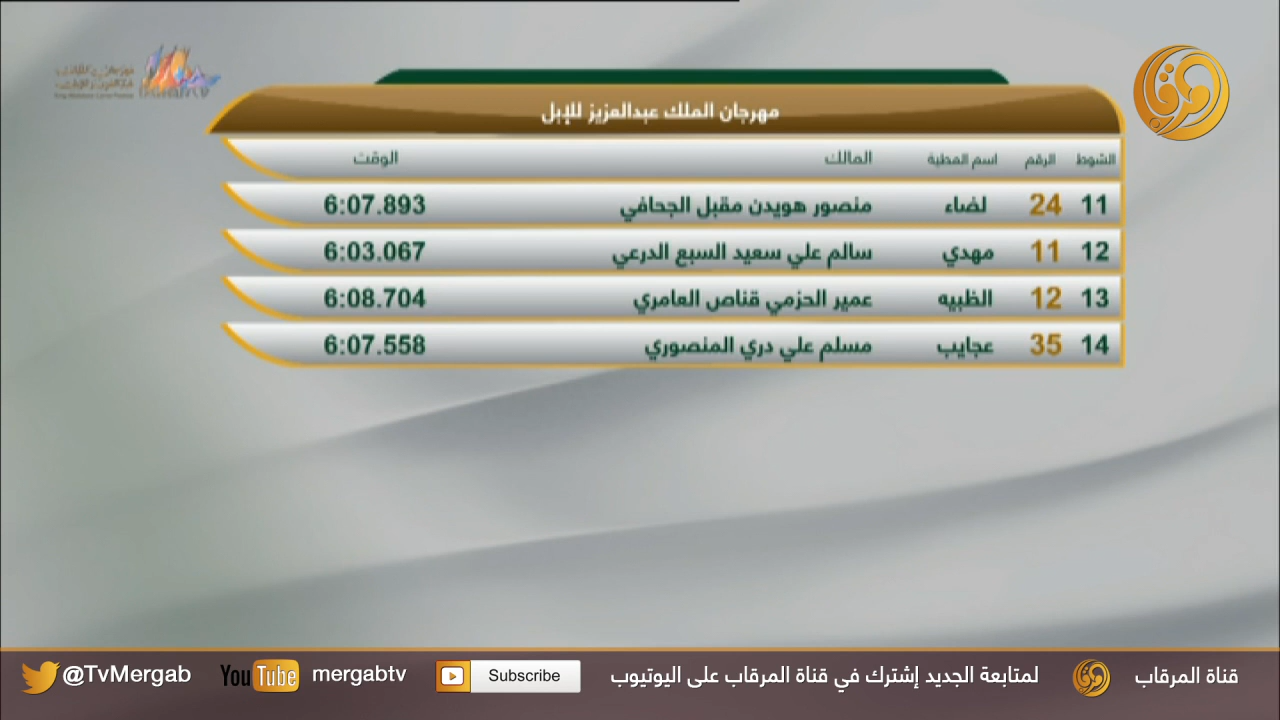 مهرجان الملك عبدالعزيز للإبل
الشوط الرقم اسم المطية المالك الوقت
11 24 لضاء منصور هويدن مقبل الجحافي 6:07.893
12 11 مهدي سالم علي سعيد السبع الدرعي 6:03.067
13 12 الظبيه عمير الحزمي قناص العامري 6:08.704
14 35 عجايب مسلم علي دري المنصوري 6:07.558
قناة المرقاب لمتابعة الجديد إشترك في قناة المرقاب على اليوتيوب Subscribe mergabtv YouTube @TvMergab